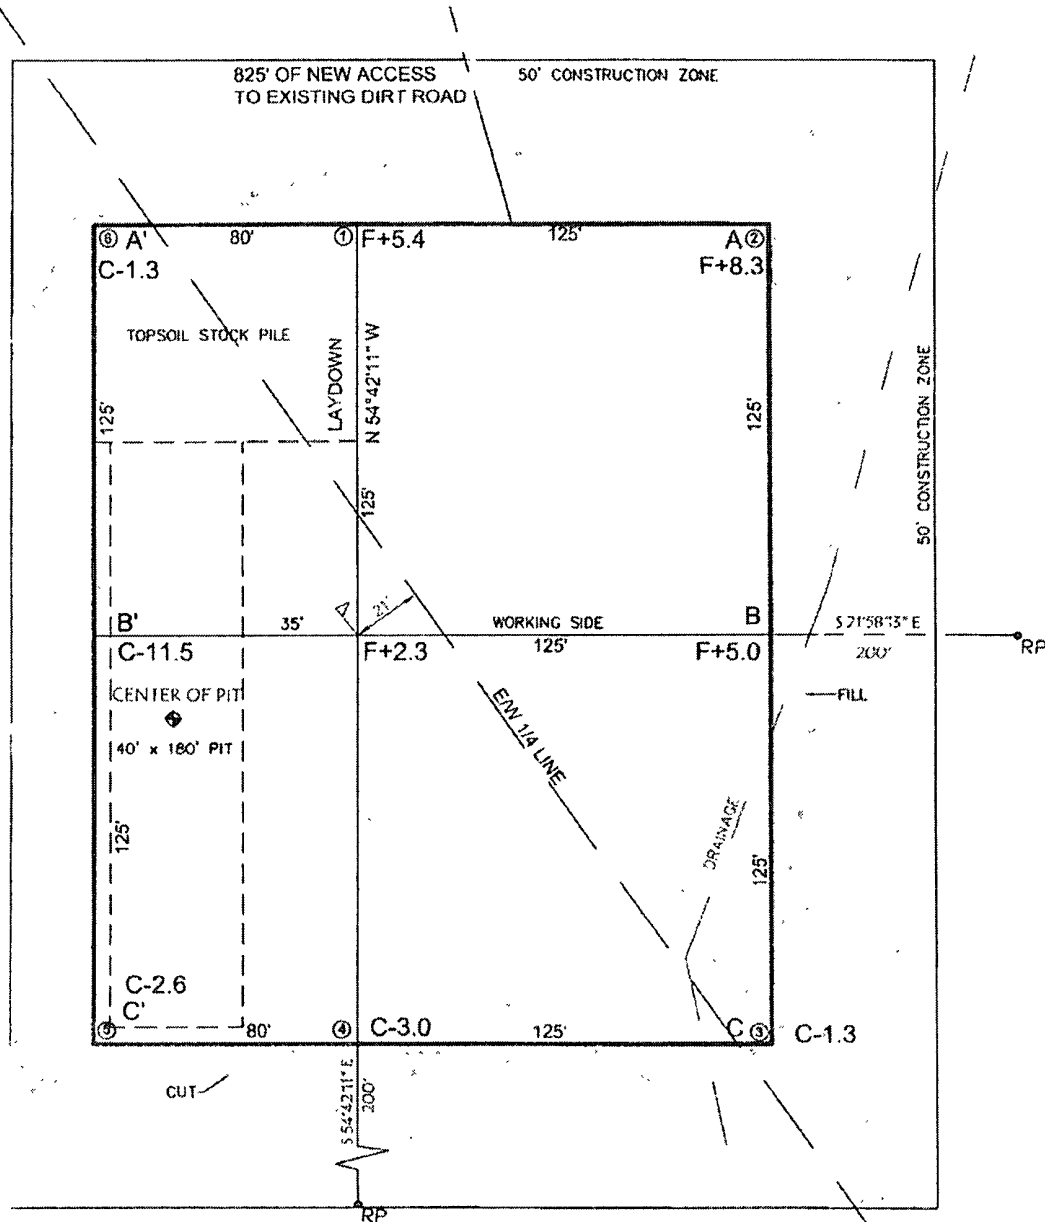 825' OF NEW ACCESS
TO EXISTING DIRT ROAD
50' CONSTRUCTION ZONE
⑥ A'
80'
① F+5.4
125'
A ②
C-1.3
F+8.3
TOPSOIL STOCK PILE
LAYDOWN
N 54°42'11" W
125'
125'
50' CONSTRUCTION ZONE
125'
21'
B'
35'
WORKING SIDE
B
S 21°58'13" E
C-11.5
F+2.3
125'
F+5.0
200'
RP
CENTER OF PIT
FILL
40' x 180' PIT
E/W 1/4 LINE
125'
DRAINAGE
125'
C-2.6
C'
⑤
80'
④
C-3.0
125'
C ③
C-1.3
CUT
S 54°42'11" E
200'
RP